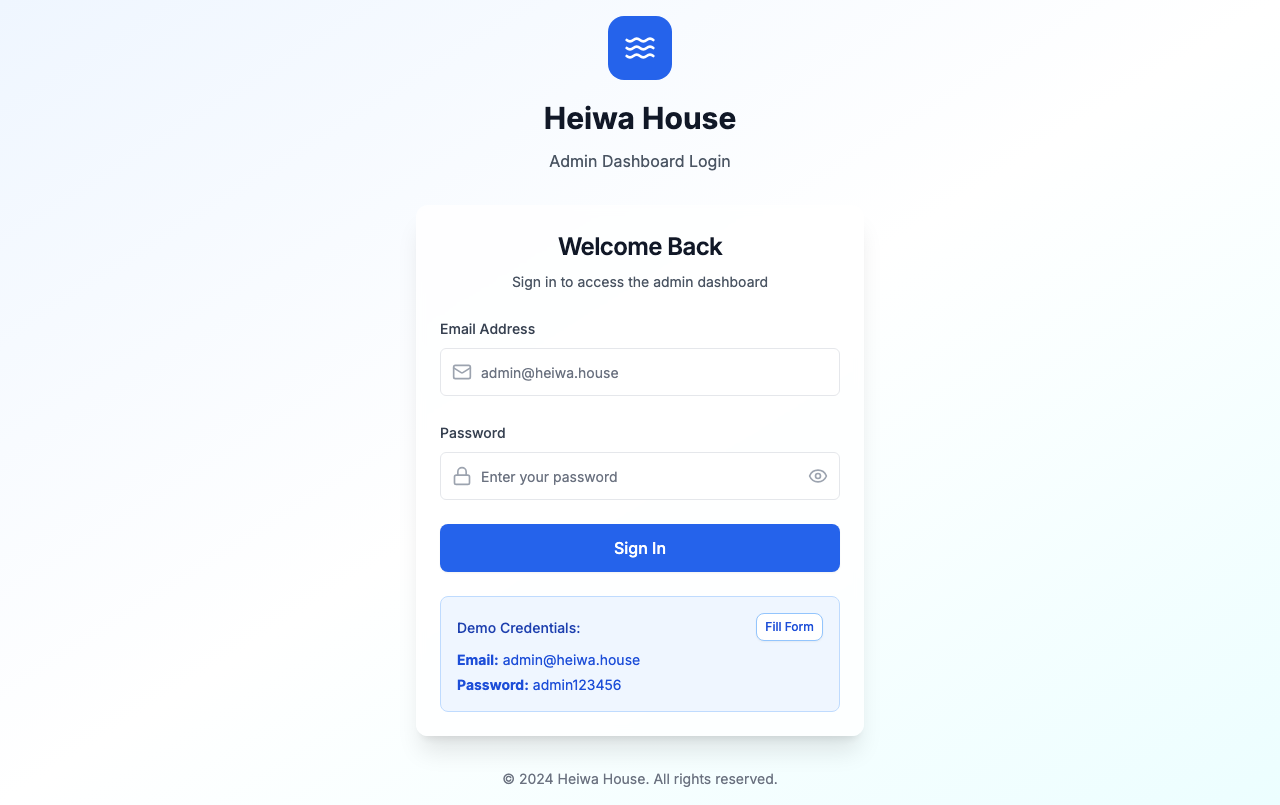 Heiwa House
Admin Dashboard Login
Welcome Back
Sign in to access the admin dashboard
Email Address
admin@heiwa.house
Password
Enter your password
Sign In
Demo Credentials:
Fill Form
Email: admin@heiwa.house
Password: admin123456
© 2024 Heiwa House. All rights reserved.